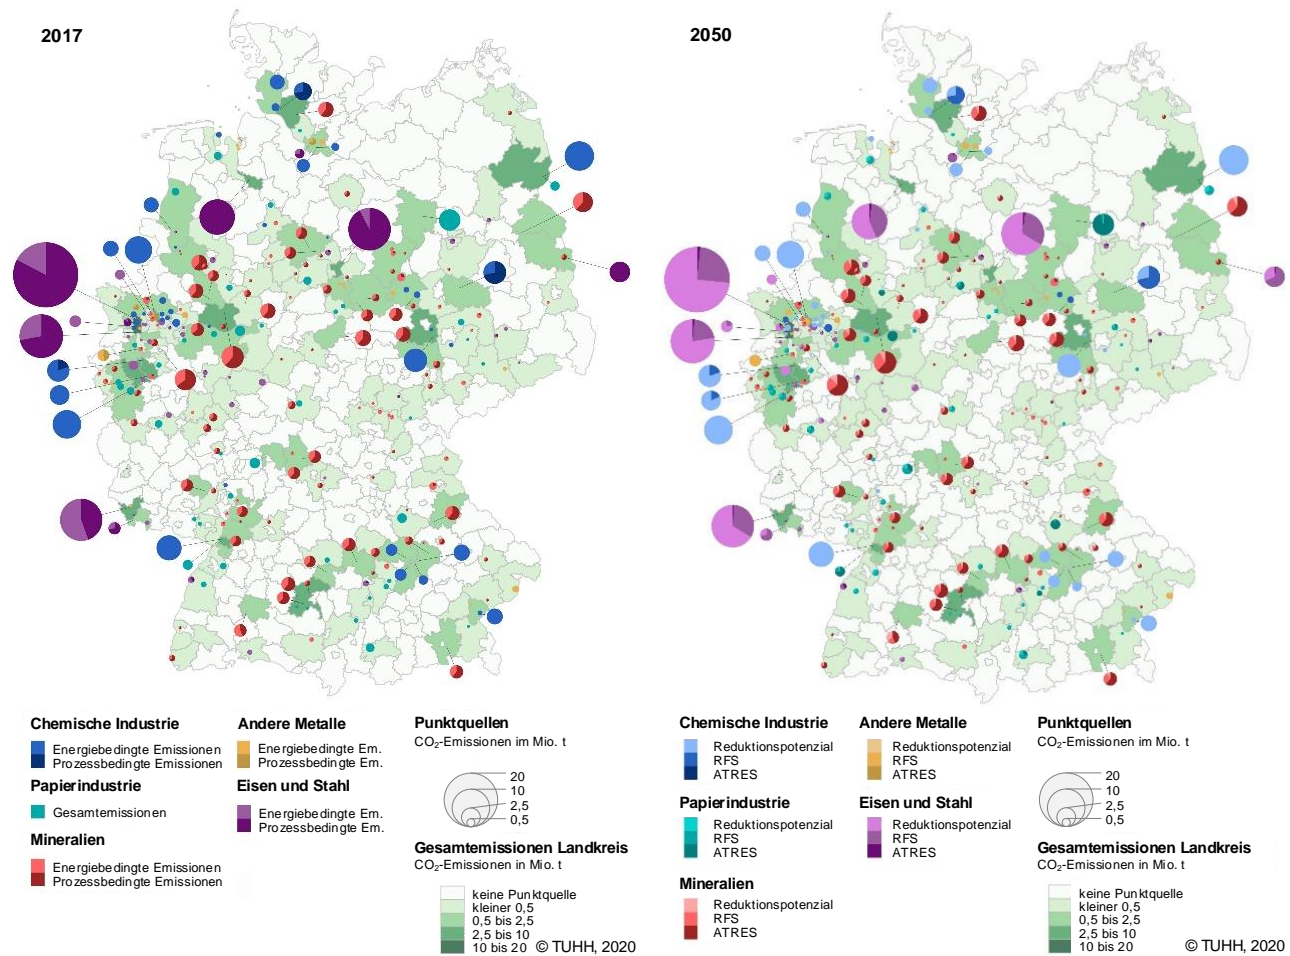 2017
2050
Chemische Industrie
Energiebedingte Emissionen
Prozessbedingte Emissionen
Papierindustrie
Gesamtemissionen
Mineralien
Energiebedingte Emissionen
Prozessbedingte Emissionen
Andere Metalle
Energiebedingte Em.
Prozessbedingte Em.
Eisen und Stahl
Energiebedingte Em.
Prozessbedingte Em.
Punktquellen
CO₂-Emissionen im Mio. t
20
10
2,5
0,5
Gesamtemissionen Landkreis
CO₂-Emissionen in Mio. t
keine Punktquelle
kleiner 0,5
0,5 bis 2,5
2,5 bis 10
10 bis 20
© TUHH, 2020
Chemische Industrie
Reduktionspotenzial
RFS
ATRES
Papierindustrie
Reduktionspotenzial
RFS
ATRES
Mineralien
Reduktionspotenzial
RFS
ATRES
Andere Metalle
Reduktionspotenzial
RFS
ATRES
Eisen und Stahl
Reduktionspotenzial
RFS
ATRES
Punktquellen
CO₂-Emissionen im Mio. t
20
10
2,5
0,5
Gesamtemissionen Landkreis
CO₂-Emissionen in Mio. t
keine Punktquelle
kleiner 0,5
0,5 bis 2,5
2,5 bis 10
10 bis 20
© TUHH, 2020